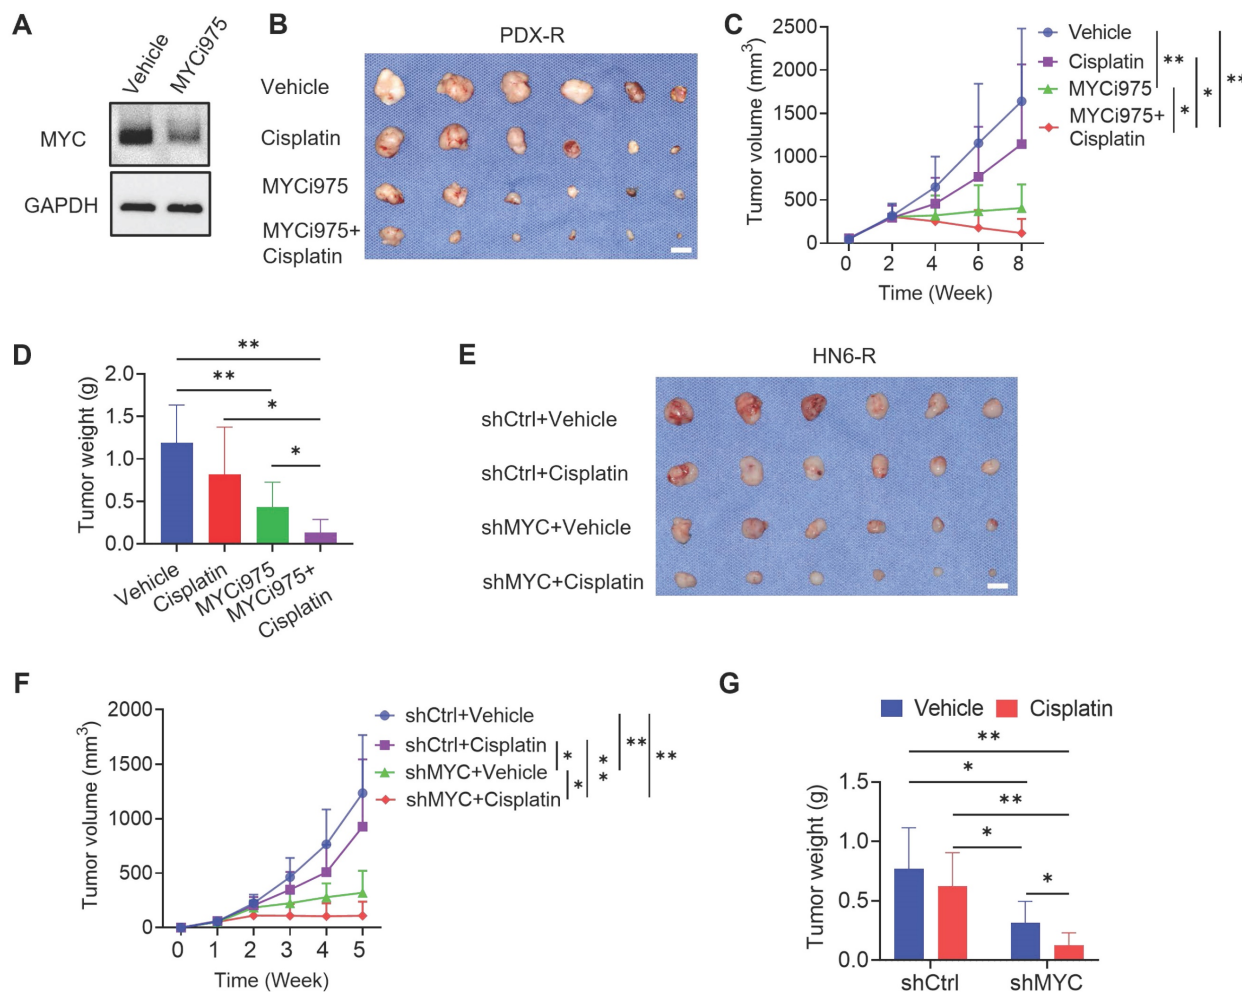 A
Vehicle
MYCi975
MYC
GAPDH
B
PDX-R
Vehicle
Cisplatin
MYCi975
MYCi975+
Cisplatin
C
Tumor volume (mm3)
2500
2000
1500
1000
500
0
0 2 4 6 8
Time (Week)
Vehicle
Cisplatin
MYCi975
MYCi975+
Cisplatin
**
*
*
**
D
Tumor weight (g)
2.0
1.5
1.0
0.5
0.0
**
**
*
*
Vehicle
Cisplatin
MYCi975
MYCi975+
Cisplatin
E
HN6-R
shCtrl+Vehicle
shCtrl+Cisplatin
shMYC+Vehicle
shMYC+Cisplatin
F
Tumor volume (mm3)
2000
1500
1000
500
0
0 1 2 3 4 5
Time (Week)
shCtrl+Vehicle
shCtrl+Cisplatin
shMYC+Vehicle
shMYC+Cisplatin
*
*
*
*
**
**
G
Vehicle Cisplatin
Tumor weight (g)
1.5
1.0
0.5
0.0
**
*
**
*
*
shCtrl shMYC